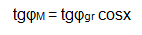 tgφM = tgφgr cosx